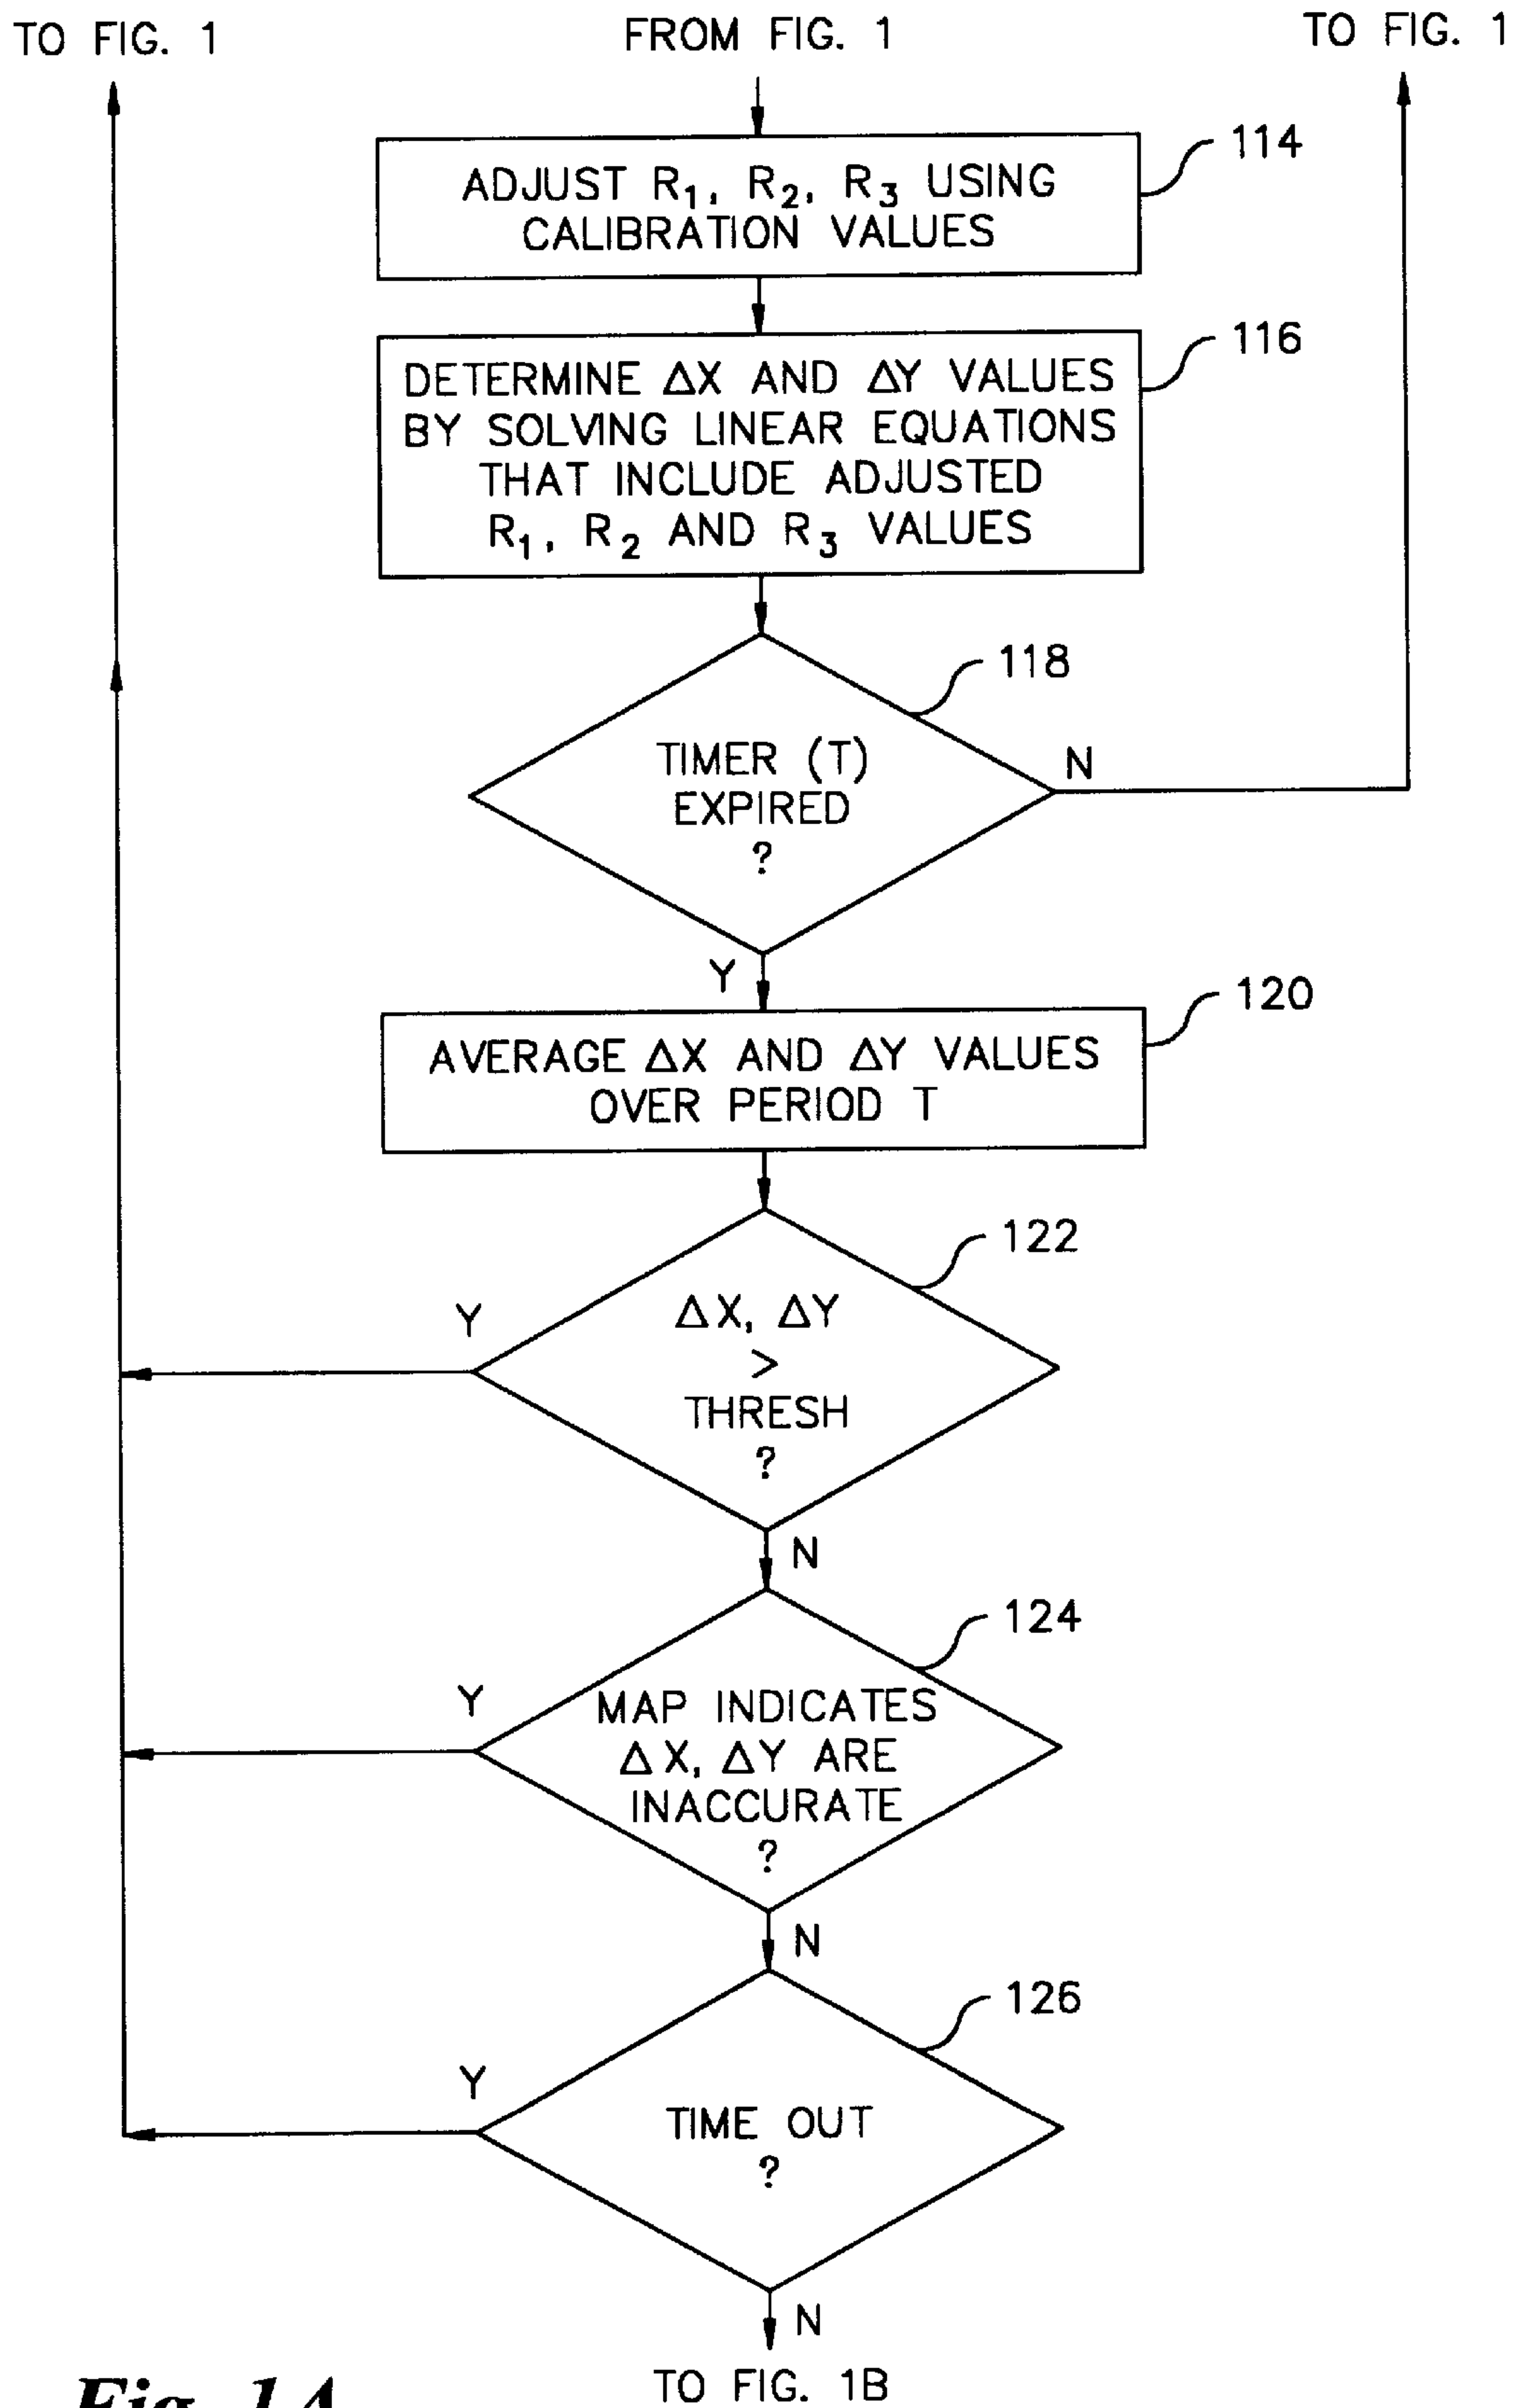 TO FIG. 1
FROM FIG. 1
TO FIG. 1
114
ADJUST R₁, R₂, R₃ USING
CALIBRATION VALUES
116
DETERMINE ΔX AND ΔY VALUES
BY SOLVING LINEAR EQUATIONS
THAT INCLUDE ADJUSTED
R₁, R₂ AND R₃ VALUES
118
TIMER (T)
EXPIRED
?
N
Y
120
AVERAGE ΔX AND ΔY VALUES
OVER PERIOD T
122
Y
ΔX, ΔY
>
THRESH
?
N
124
Y
MAP INDICATES
ΔX, ΔY ARE
INACCURATE
?
N
126
Y
TIME OUT
?
N
TO FIG. 1B
Fig. 1A